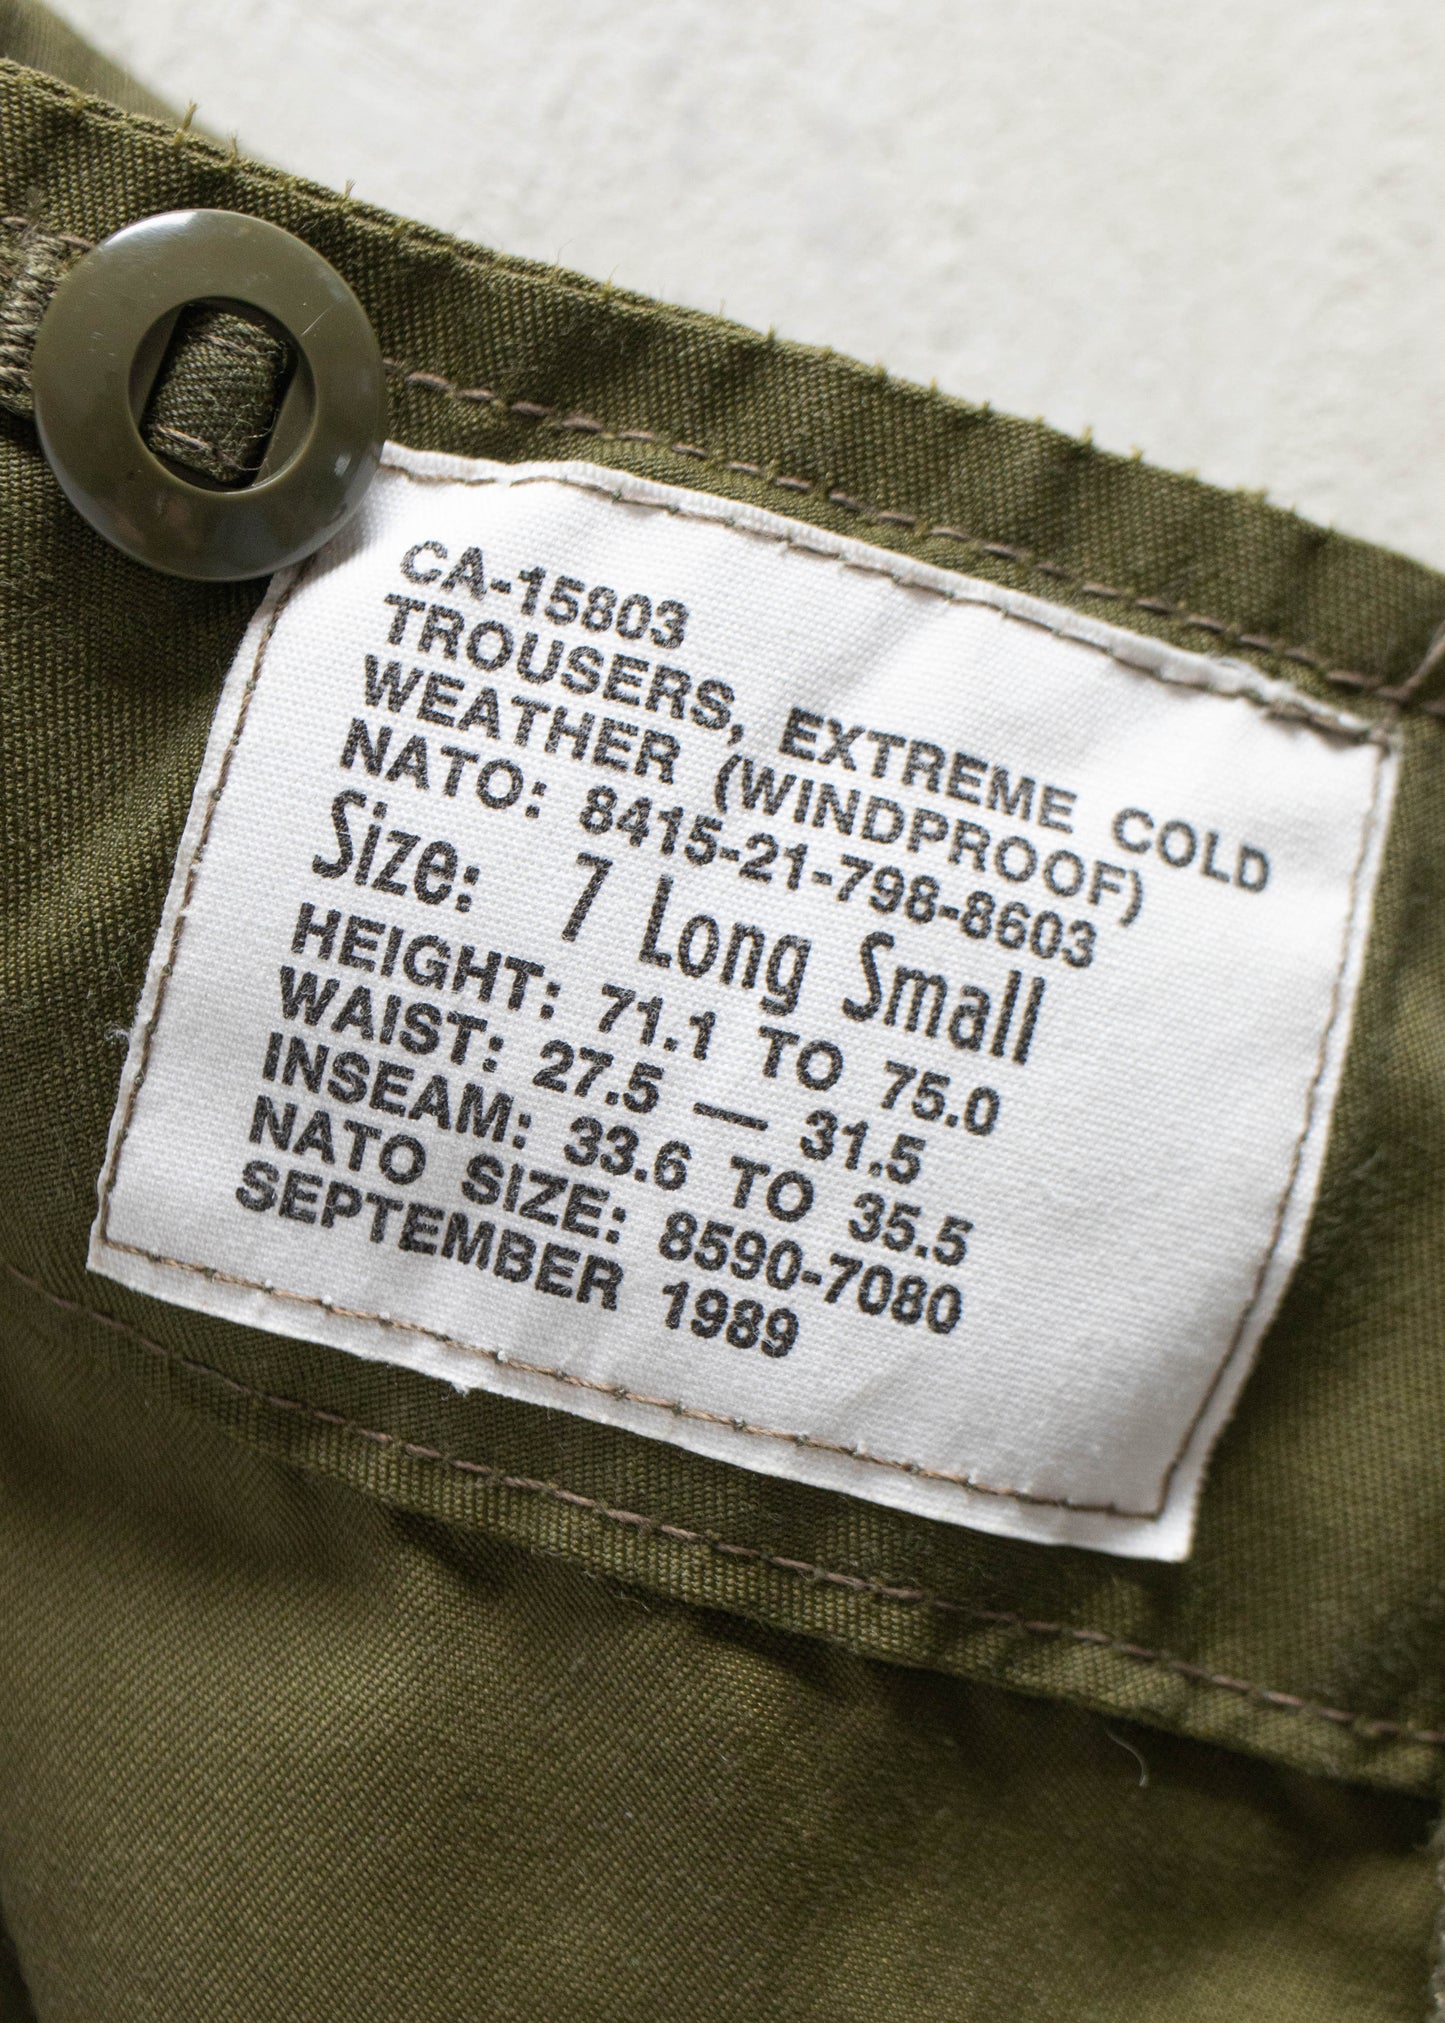 CA-15803
TROUSERS, EXTREME COLD
WEATHER (WINDPROOF)
NATO: 8415-21-798-8603
Size: 7 Long Small
HEIGHT: 71.1 TO 75.0
WAIST: 27.5 — 31.5
INSEAM: 33.6 TO 35.5
NATO SIZE: 8590-7080
SEPTEMBER 1989